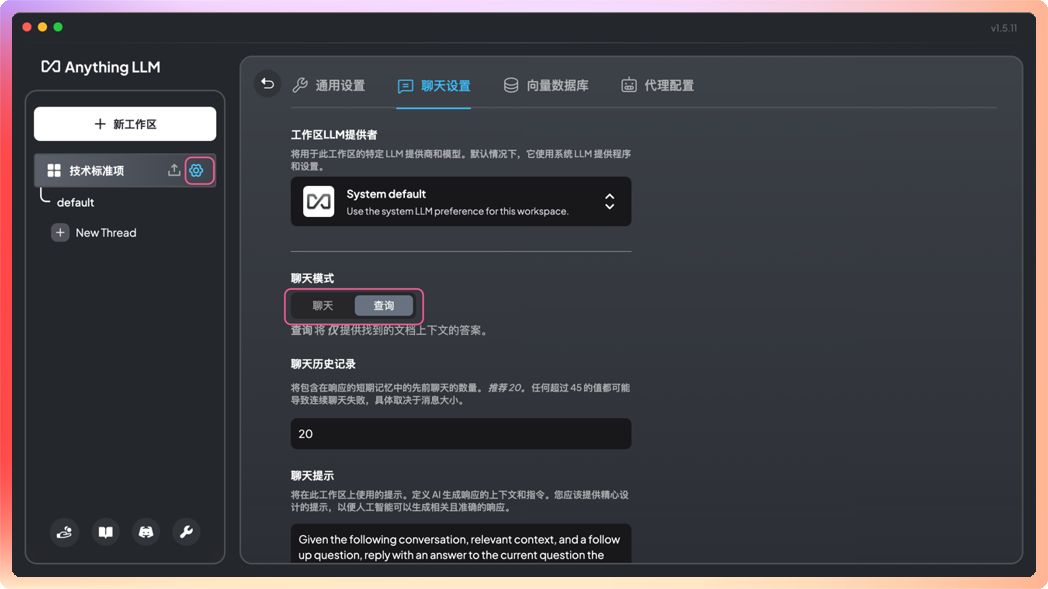 v1.5.11
Anything LLM
新工作区
技术标准项
default
New Thread
通用设置
聊天设置
向量数据库
代理配置
工作区LLM提供者
将用于此工作区的特定 LLM 提供商和模型。默认情况下，它使用系统 LLM 提供程序
和设置。
System default
Use the system LLM preference for this workspace.
聊天模式
聊天
查询
查询 将 仅 提供找到的文档上下文的答案。
聊天历史记录
将包含在响应的短期记忆中的先前聊天的数量。 推荐 20。 任何超过 45 的值都可能
导致连续聊天失败，具体取决于消息大小。
20
聊天提示
将在此工作区上使用的提示。定义 AI 生成响应的上下文和指令。您应该提供精心设
计的提示，以便人工智能可以生成相关且准确的响应。
Given the following conversation, relevant context, and a follow
up question, reply with an answer to the current question the